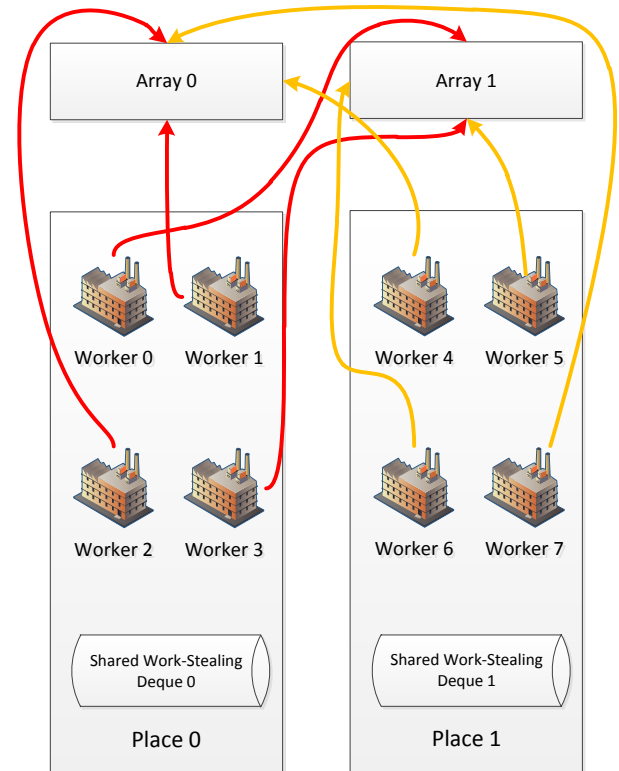 Array 0
Array 1
Worker 0
Worker 1
Worker 4
Worker 5
Worker 2
Worker 3
Worker 6
Worker 7
Shared Work-Stealing
Deque 0
Shared Work-Stealing
Deque 1
Place 0
Place 1